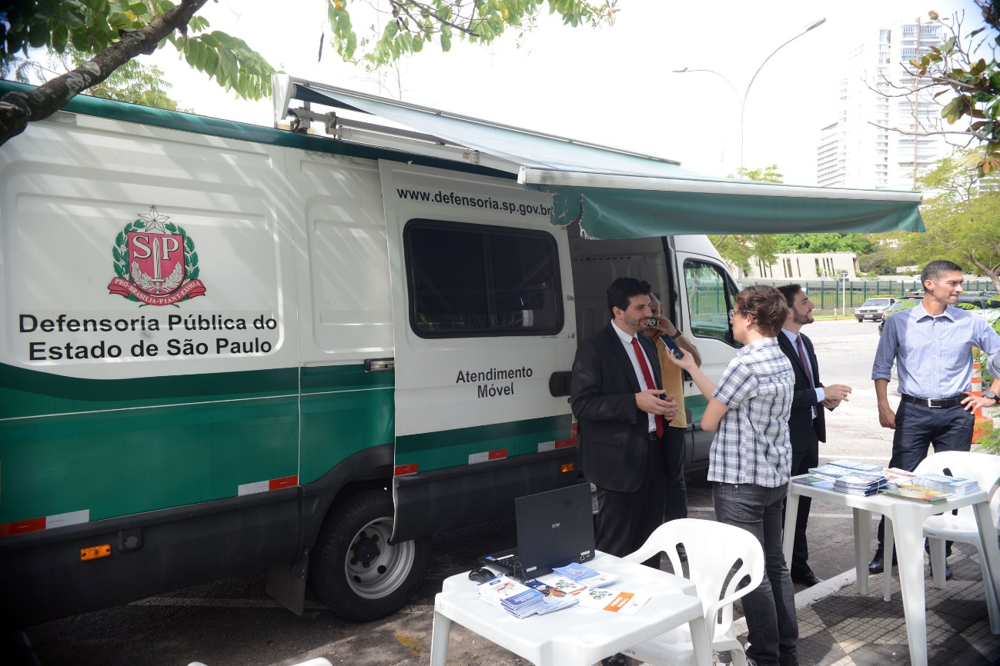 www.defensoria.sp.gov.br
SP
PRO·BRASILIA·FIANT·EXIMIA
Defensoria Pública do
Estado de São Paulo
Atendimento
Móvel